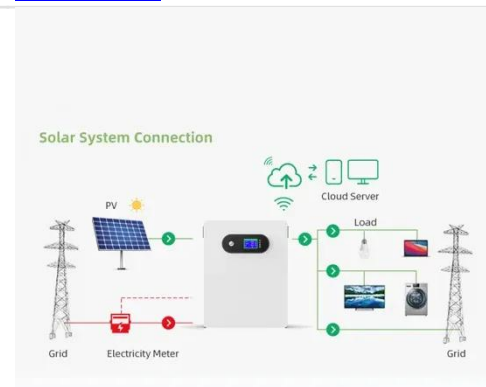 Solar System Connection
Cloud Server
PV
Load
Grid
Electricity Meter
Grid